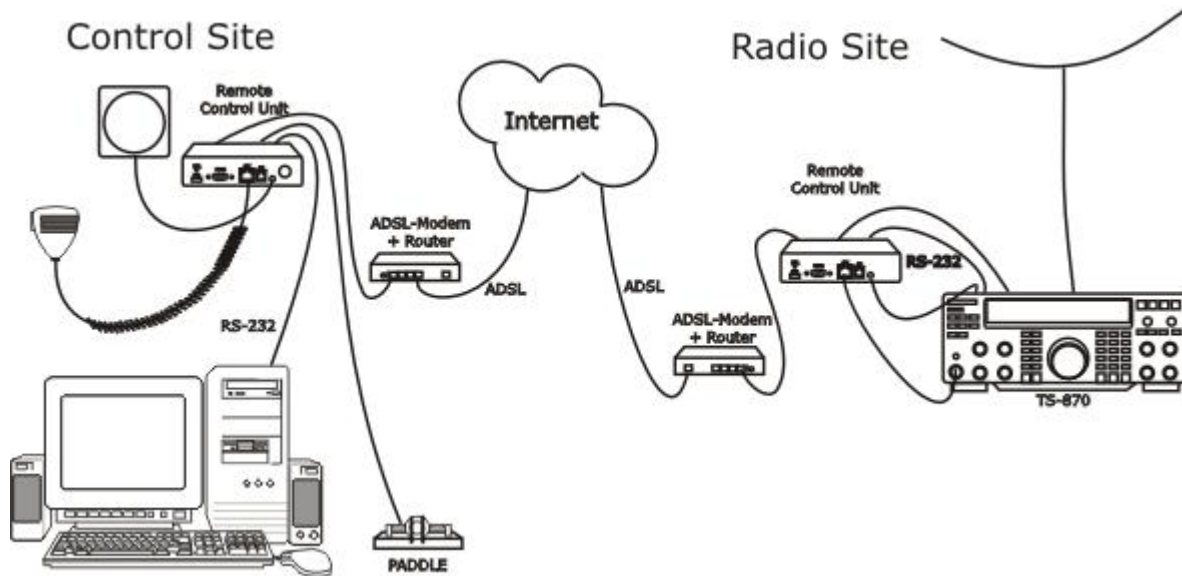 Control Site
Radio Site
Remote
Control Unit
Internet
Remote
Control Unit
ADSL-Modem
+ Router
RS-232
ADSL
ADSL
RS-232
ADSL-Modem
+ Router
TS-870
PADDLE